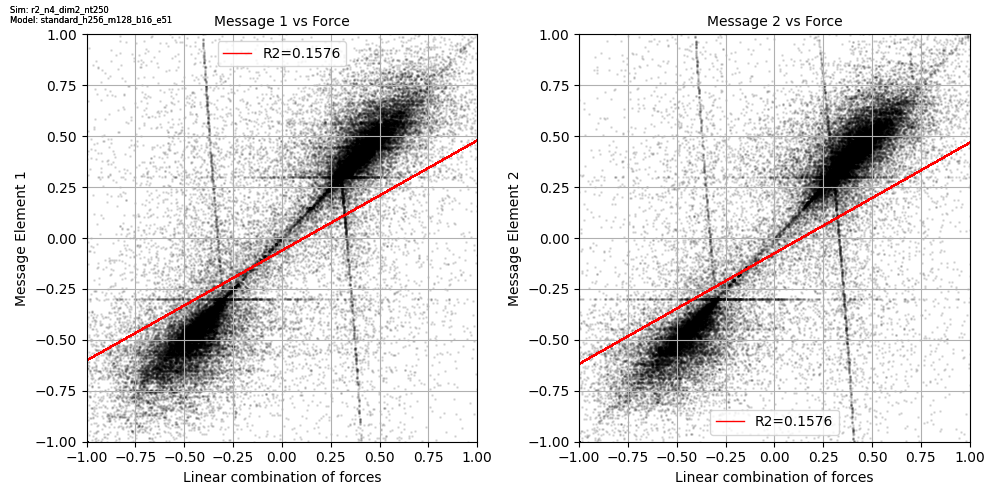 Sim: r2_n4_dim2_nt250
Model: standard_h256_m128_b16_e51
Message 1 vs Force
R2=0.1576
1.00
0.75
0.50
0.25
0.00
−0.25
−0.50
−0.75
−1.00
Message Element 1
−1.00 −0.75 −0.50 −0.25 0.00 0.25 0.50 0.75 1.00
Linear combination of forces
Message 2 vs Force
1.00
0.75
0.50
0.25
0.00
−0.25
−0.50
−0.75
−1.00
Message Element 2
R2=0.1576
−1.00 −0.75 −0.50 −0.25 0.00 0.25 0.50 0.75 1.00
Linear combination of forces